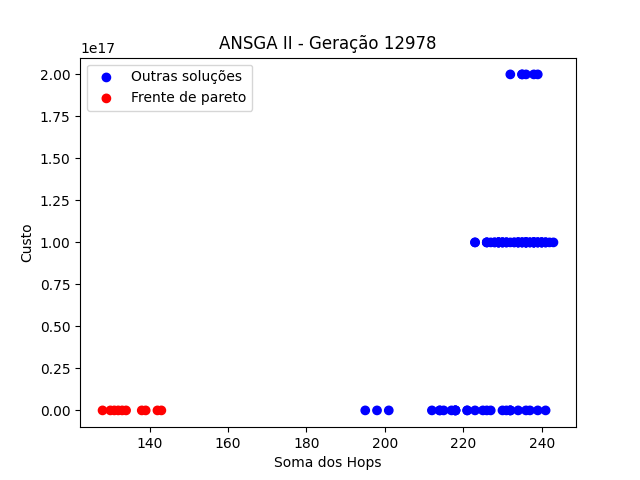 ANSGA II - Geração 12978
1e17
Outras soluções
Frente de pareto
2.00
1.75
1.50
1.25
1.00
0.75
0.50
0.25
0.00
Custo
140 160 180 200 220 240
Soma dos Hops